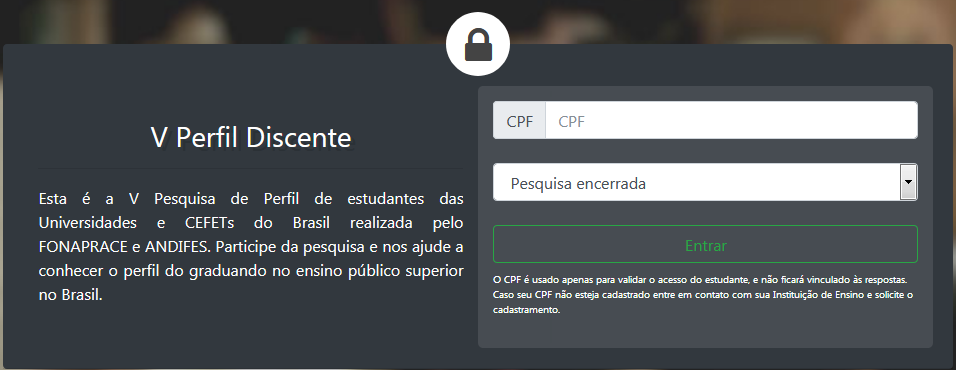 V Perfil Discente
Esta é a V Pesquisa de Perfil de estudantes das
Universidades e CEFETs do Brasil realizada pelo
FONAPRACE e ANDIFES. Participe da pesquisa e nos ajude a
conhecer o perfil do graduando no ensino público superior
no Brasil.
CPF CPF
Pesquisa encerrada
Entrar
O CPF é usado apenas para validar o acesso do estudante, e não ficará vinculado às respostas.
Caso seu CPF não esteja cadastrado entre em contato com sua Instituição de Ensino e solicite o
cadastramento.